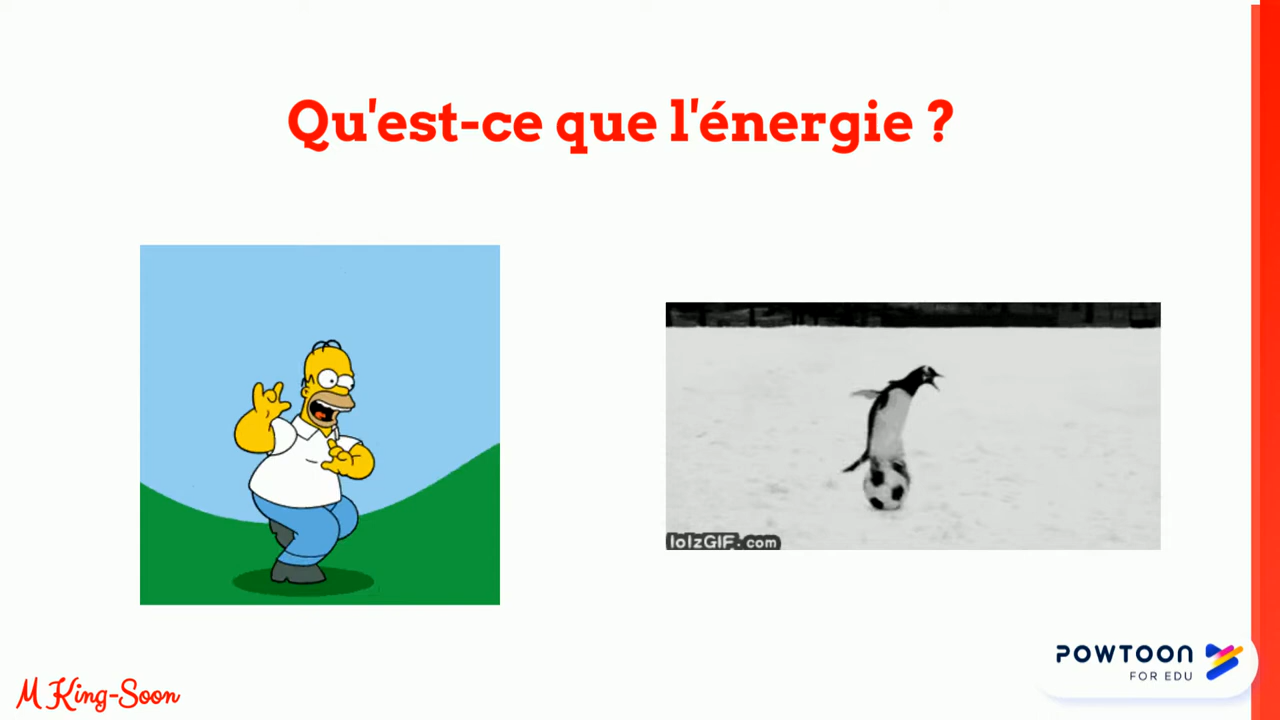 Qu'est-ce que l'énergie ?
lolzGIF.com
M King-Soon
POWTOON
FOR EDU